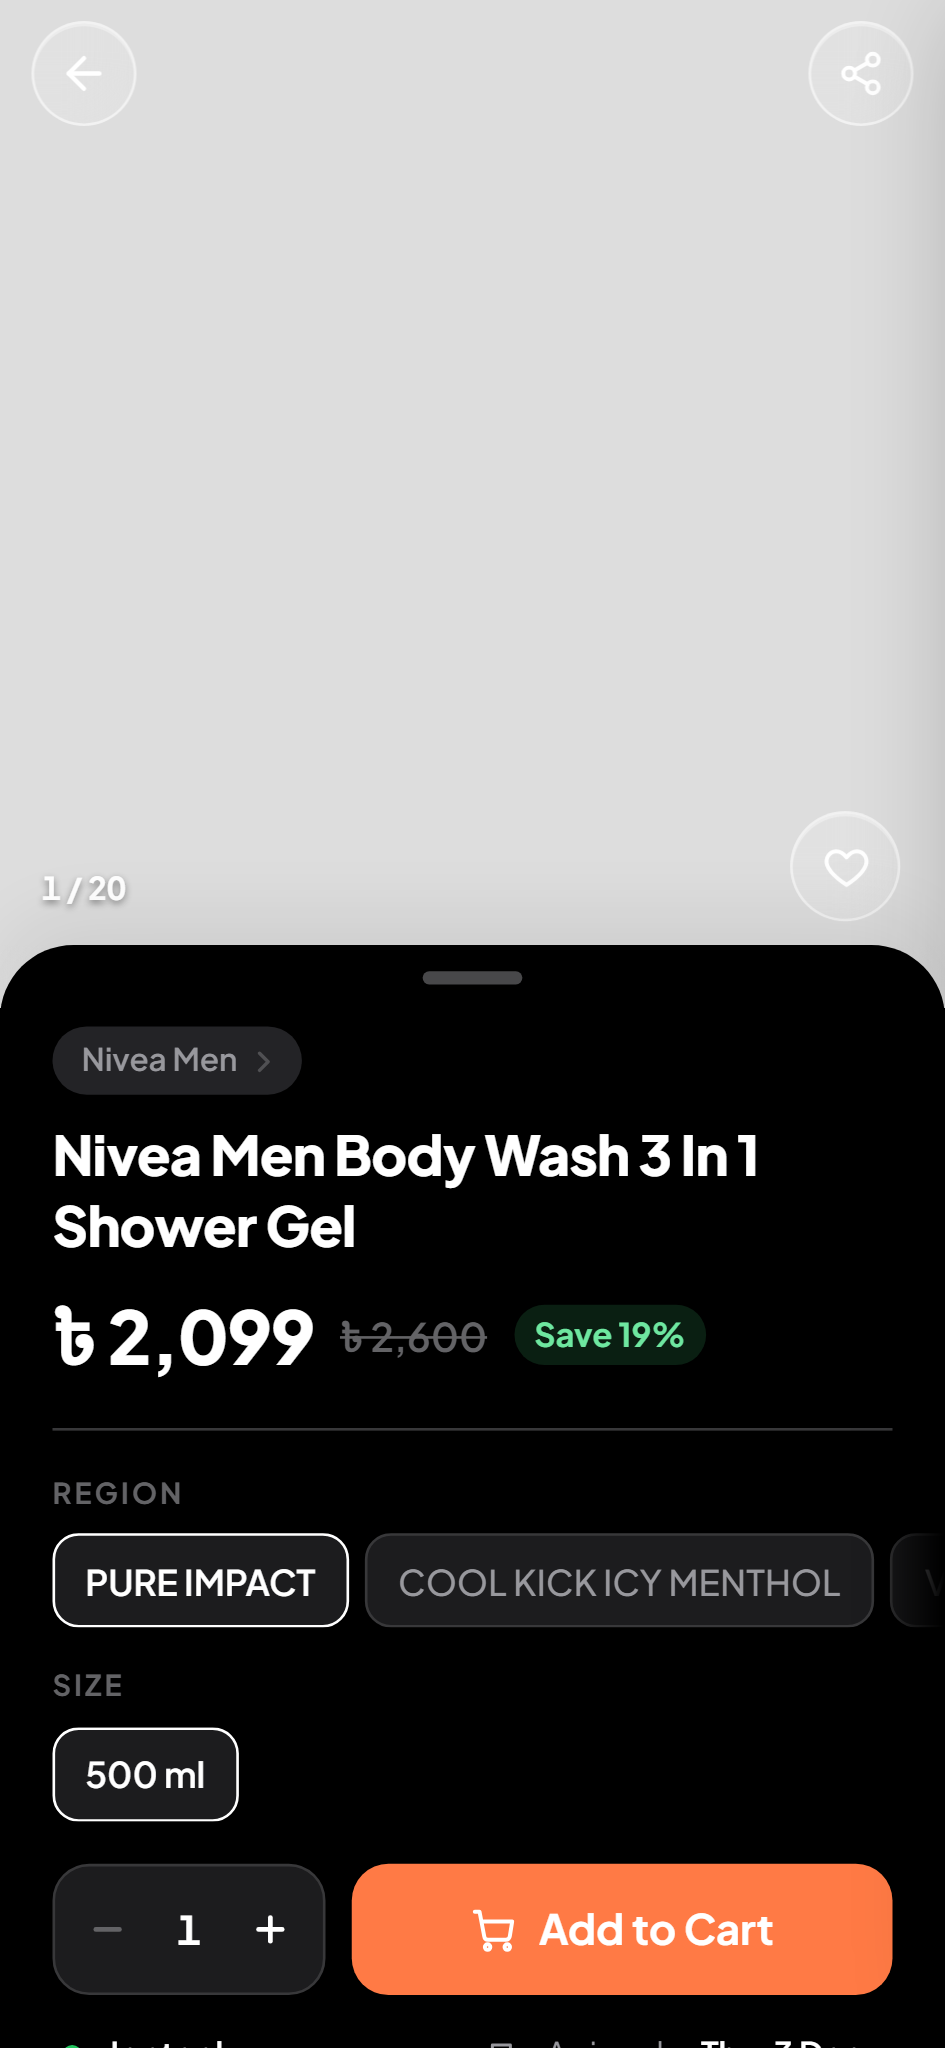 1 / 20
Nivea Men
Nivea Men Body Wash 3 In 1
Shower Gel
৳ 2,099 ৳ 2,600 Save 19%
REGION
PURE IMPACT COOL KICK ICY MENTHOL
SIZE
500 ml
1 Add to Cart